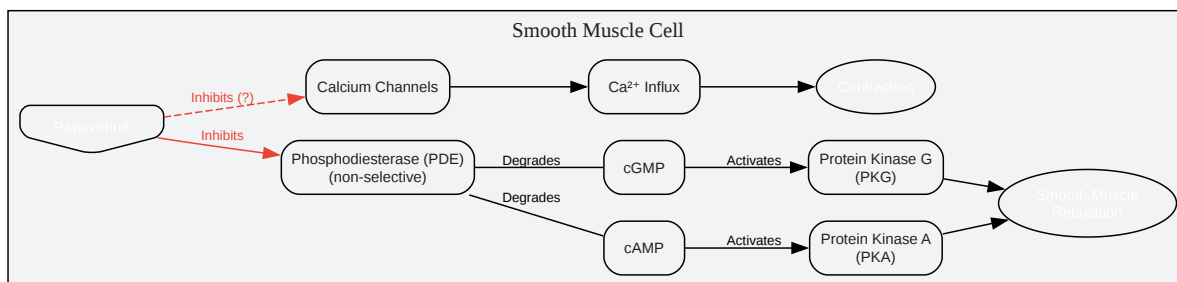 Smooth Muscle Cell
Calcium Channels
Ca²⁺ Influx
Contraction
Inhibits (?)
Papaverine
Inhibits
Phosphodiesterase (PDE)
(non-selective)
Degrades
cGMP
Activates
Protein Kinase G
(PKG)
Degrades
Smooth Muscle
Relaxation
cAMP
Activates
Protein Kinase A
(PKA)